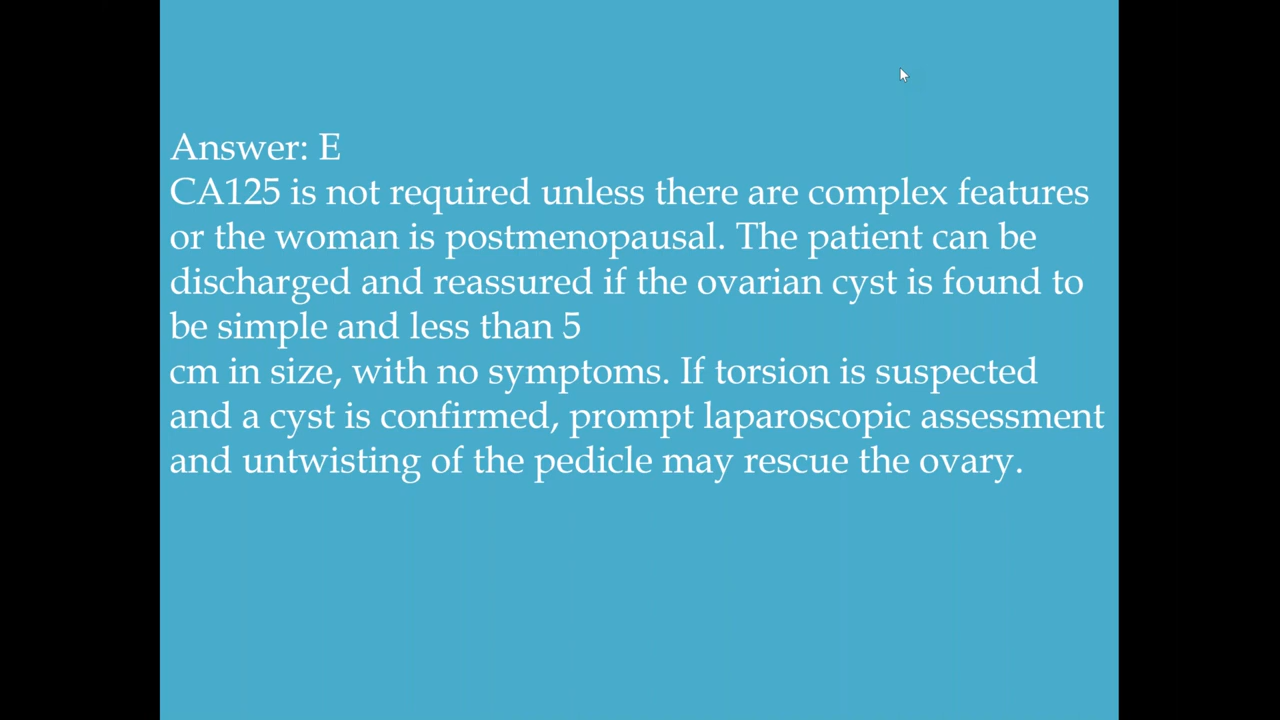 Answer: E
CA125 is not required unless there are complex features
or the woman is postmenopausal. The patient can be
discharged and reassured if the ovarian cyst is found to
be simple and less than 5
cm in size, with no symptoms. If torsion is suspected
and a cyst is confirmed, prompt laparoscopic assessment
and untwisting of the pedicle may rescue the ovary.